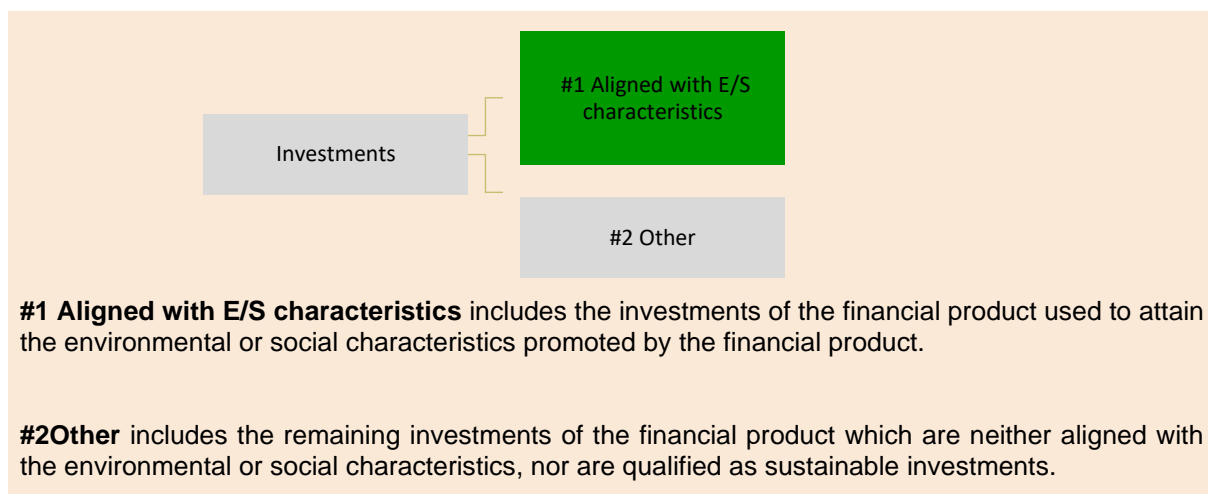 #1 Aligned with E/S
characteristics
Investments
#2 Other
#1 Aligned with E/S characteristics includes the investments of the financial product used to attain
the environmental or social characteristics promoted by the financial product.
#2Other includes the remaining investments of the financial product which are neither aligned with
the environmental or social characteristics, nor are qualified as sustainable investments.